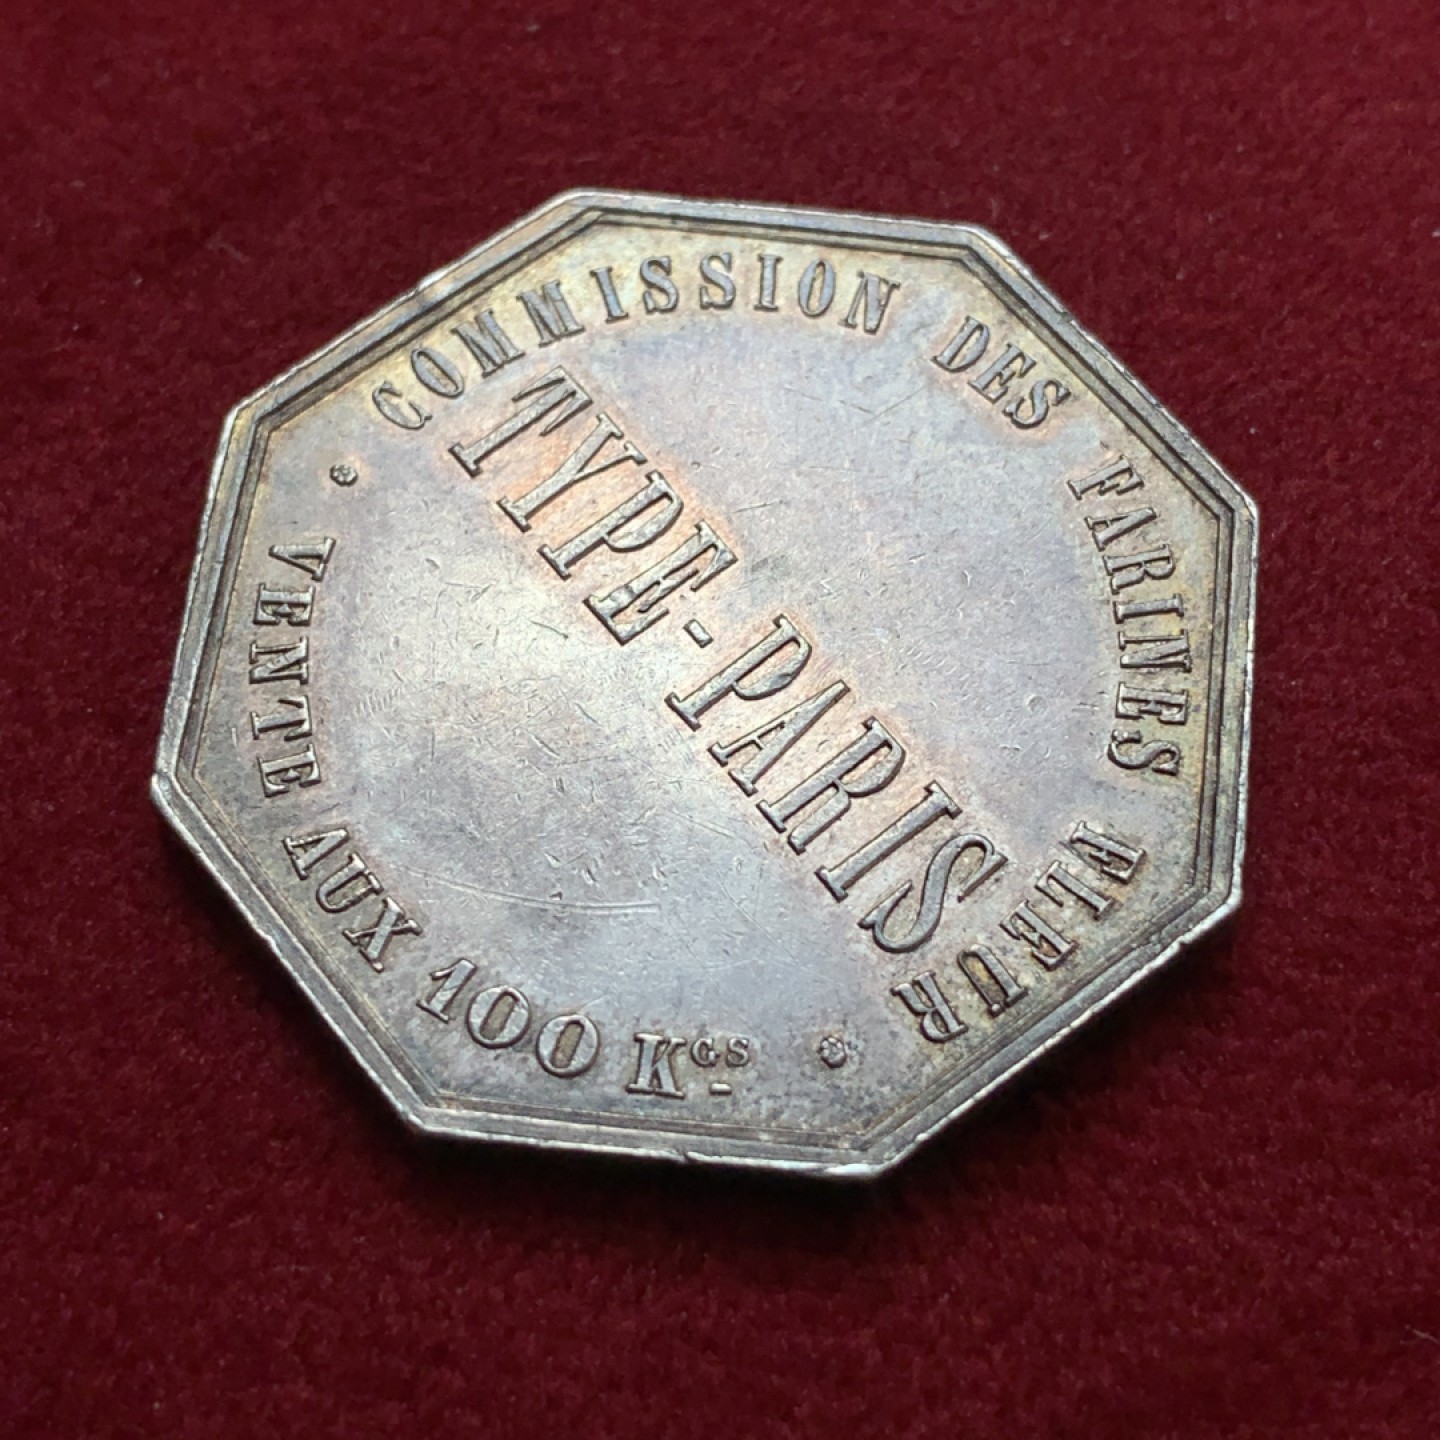 COMMISSION DES FARINES FLEUR
TYPE-PARIS
VENTE AUX 100 KGS